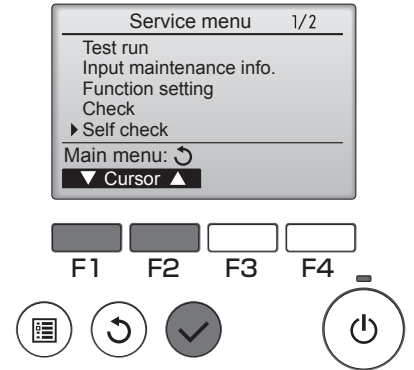 Service menu 1/2
Test run
Input maintenance info.
Function setting
Check
Self check
Main menu:
Cursor
F1 F2 F3 F4